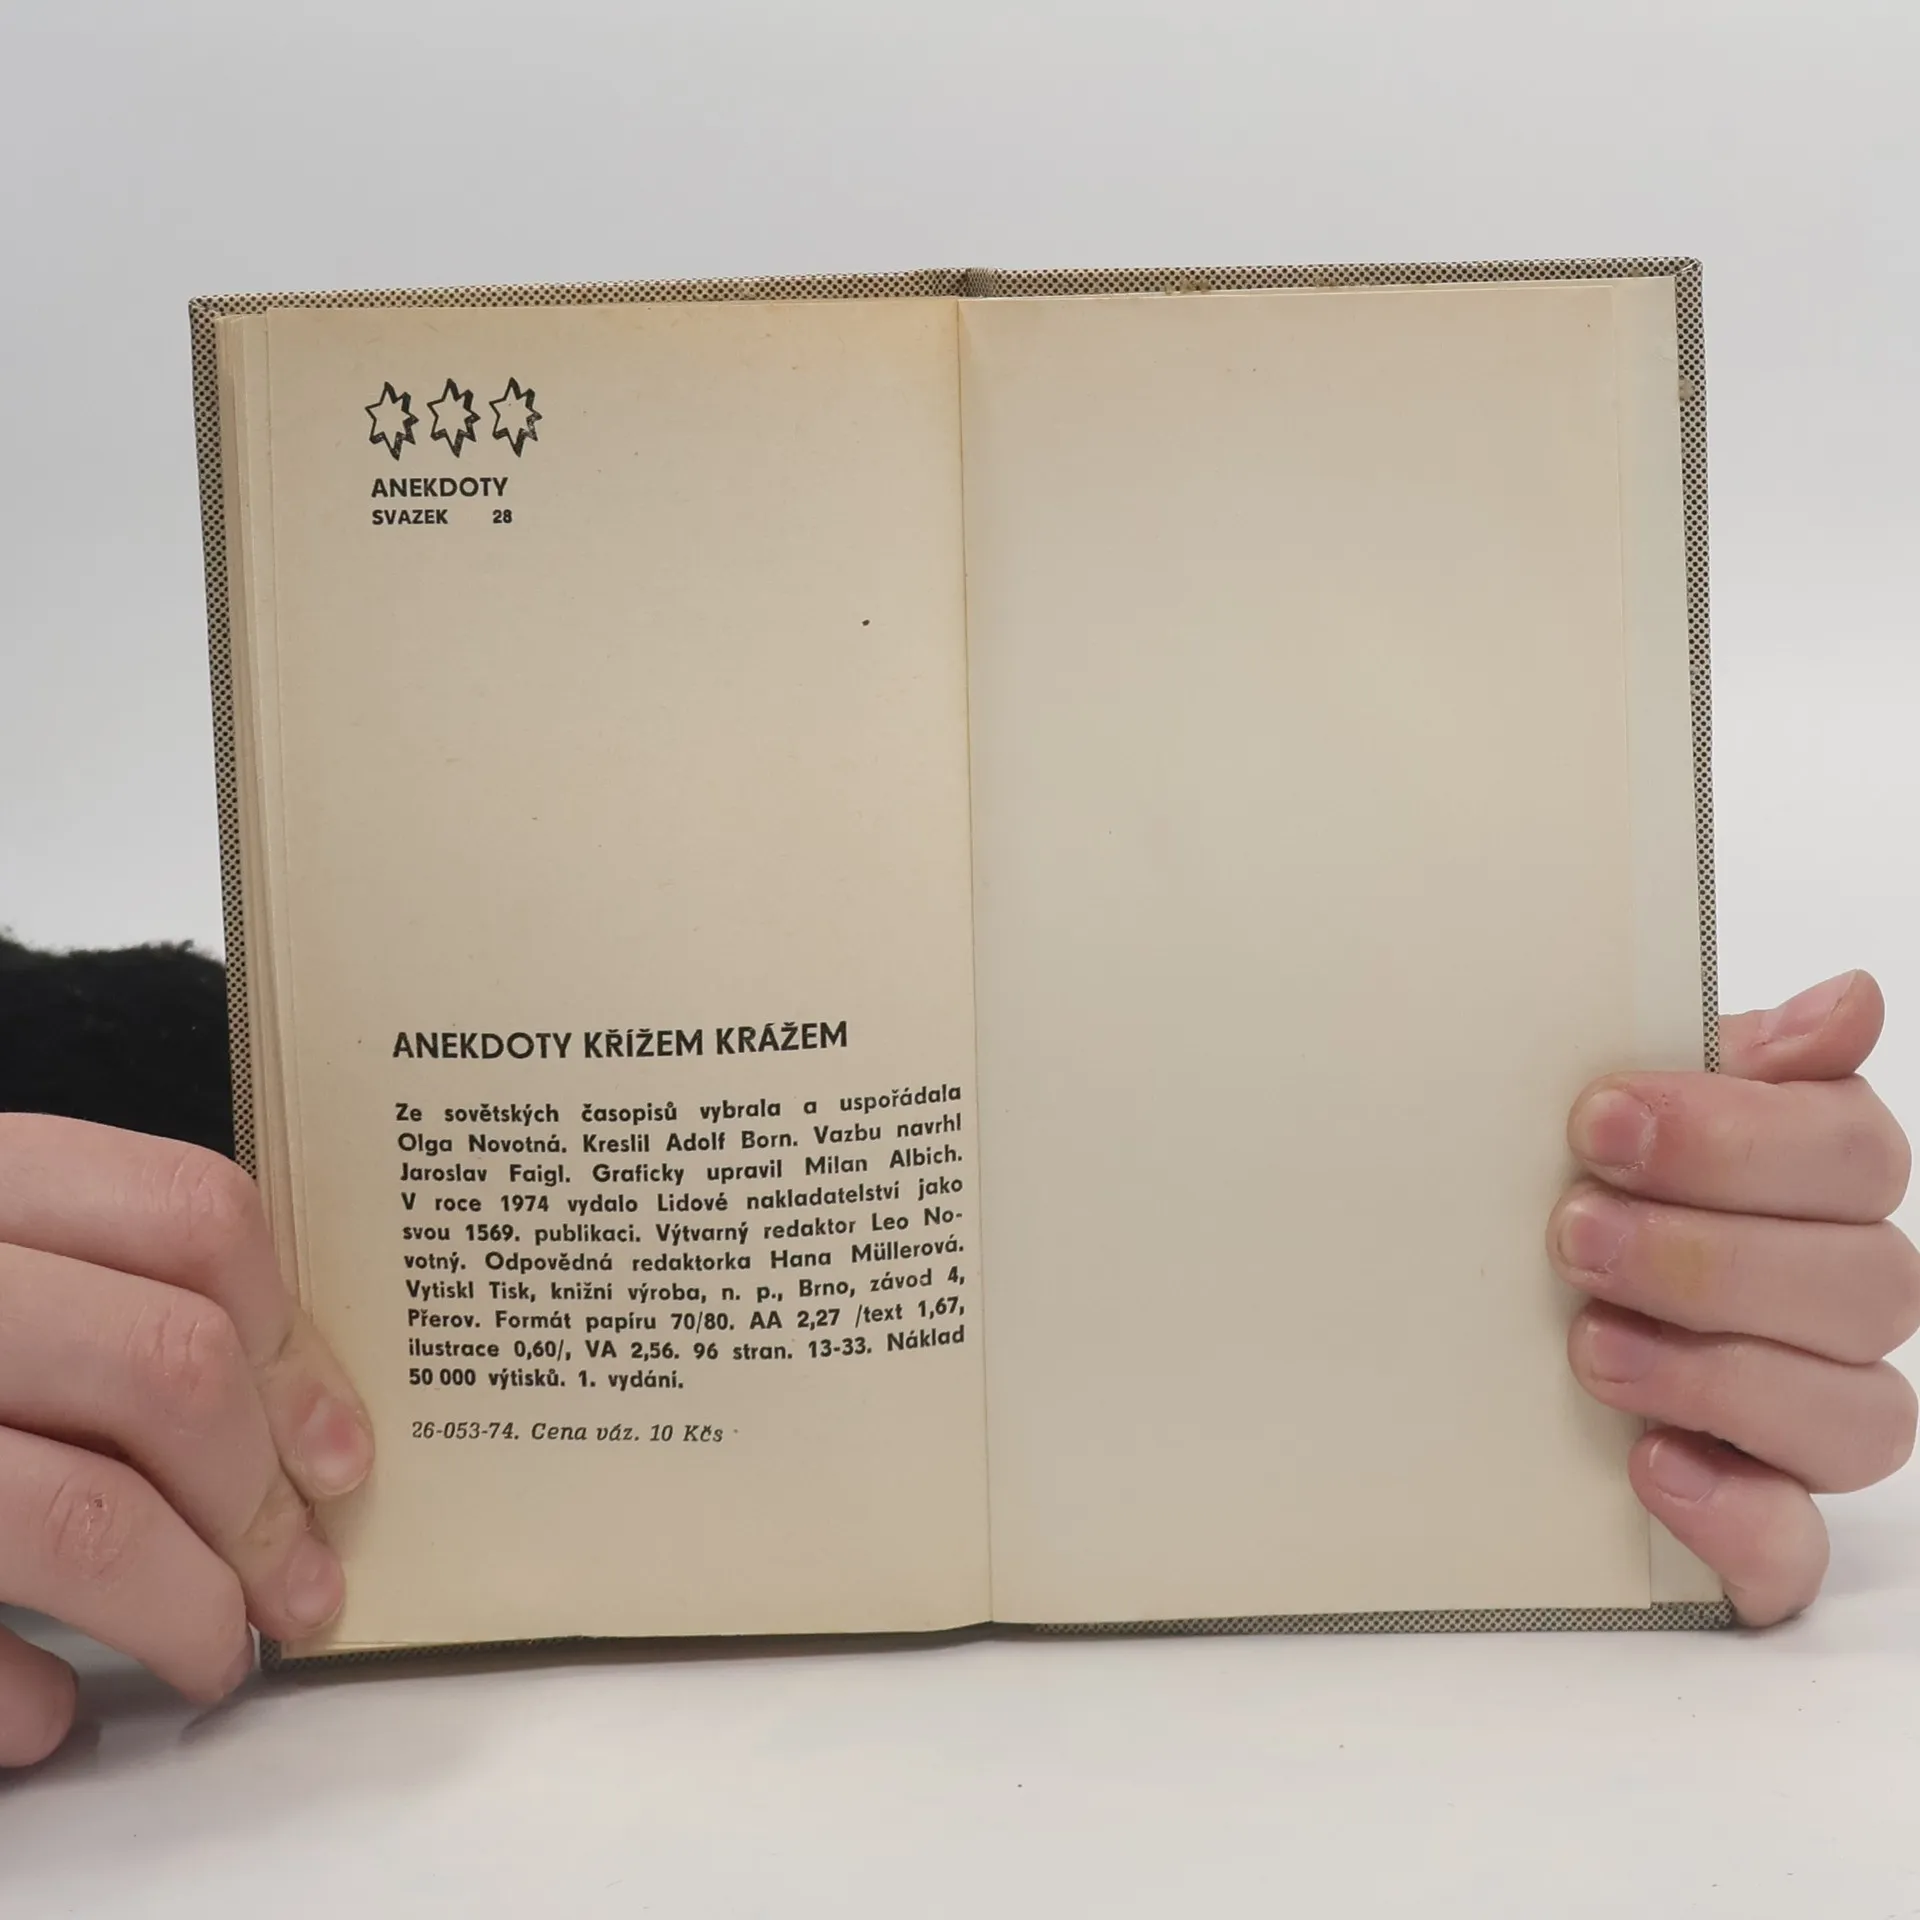 ANEKDOTY
SVAZEK 28
ANEKDOTY KŘÍŽEM KRÁŽEM
Ze sovětských časopisů vybrala a uspořádala
Olga Novotná. Kreslil Adolf Born. Vazbu navrhl
Jaroslav Faigl. Graficky upravil Milan Albich.
V roce 1974 vydalo Lidové nakladatelství jako
svou 1569. publikaci. Výtvarný redaktor Leo No-
votný. Odpovědná redaktorka Hana Müllerová.
Vytiskl Tisk, knižní výroba, n. p., Brno, závod 4,
Přerov. Formát papíru 70/80. AA 2,27 /text 1,67,
ilustrace 0,60/, VA 2,56. 96 stran. 13-33. Náklad
50 000 výtisků. 1. vydání.
26-053-74. Cena váz. 10 Kčs